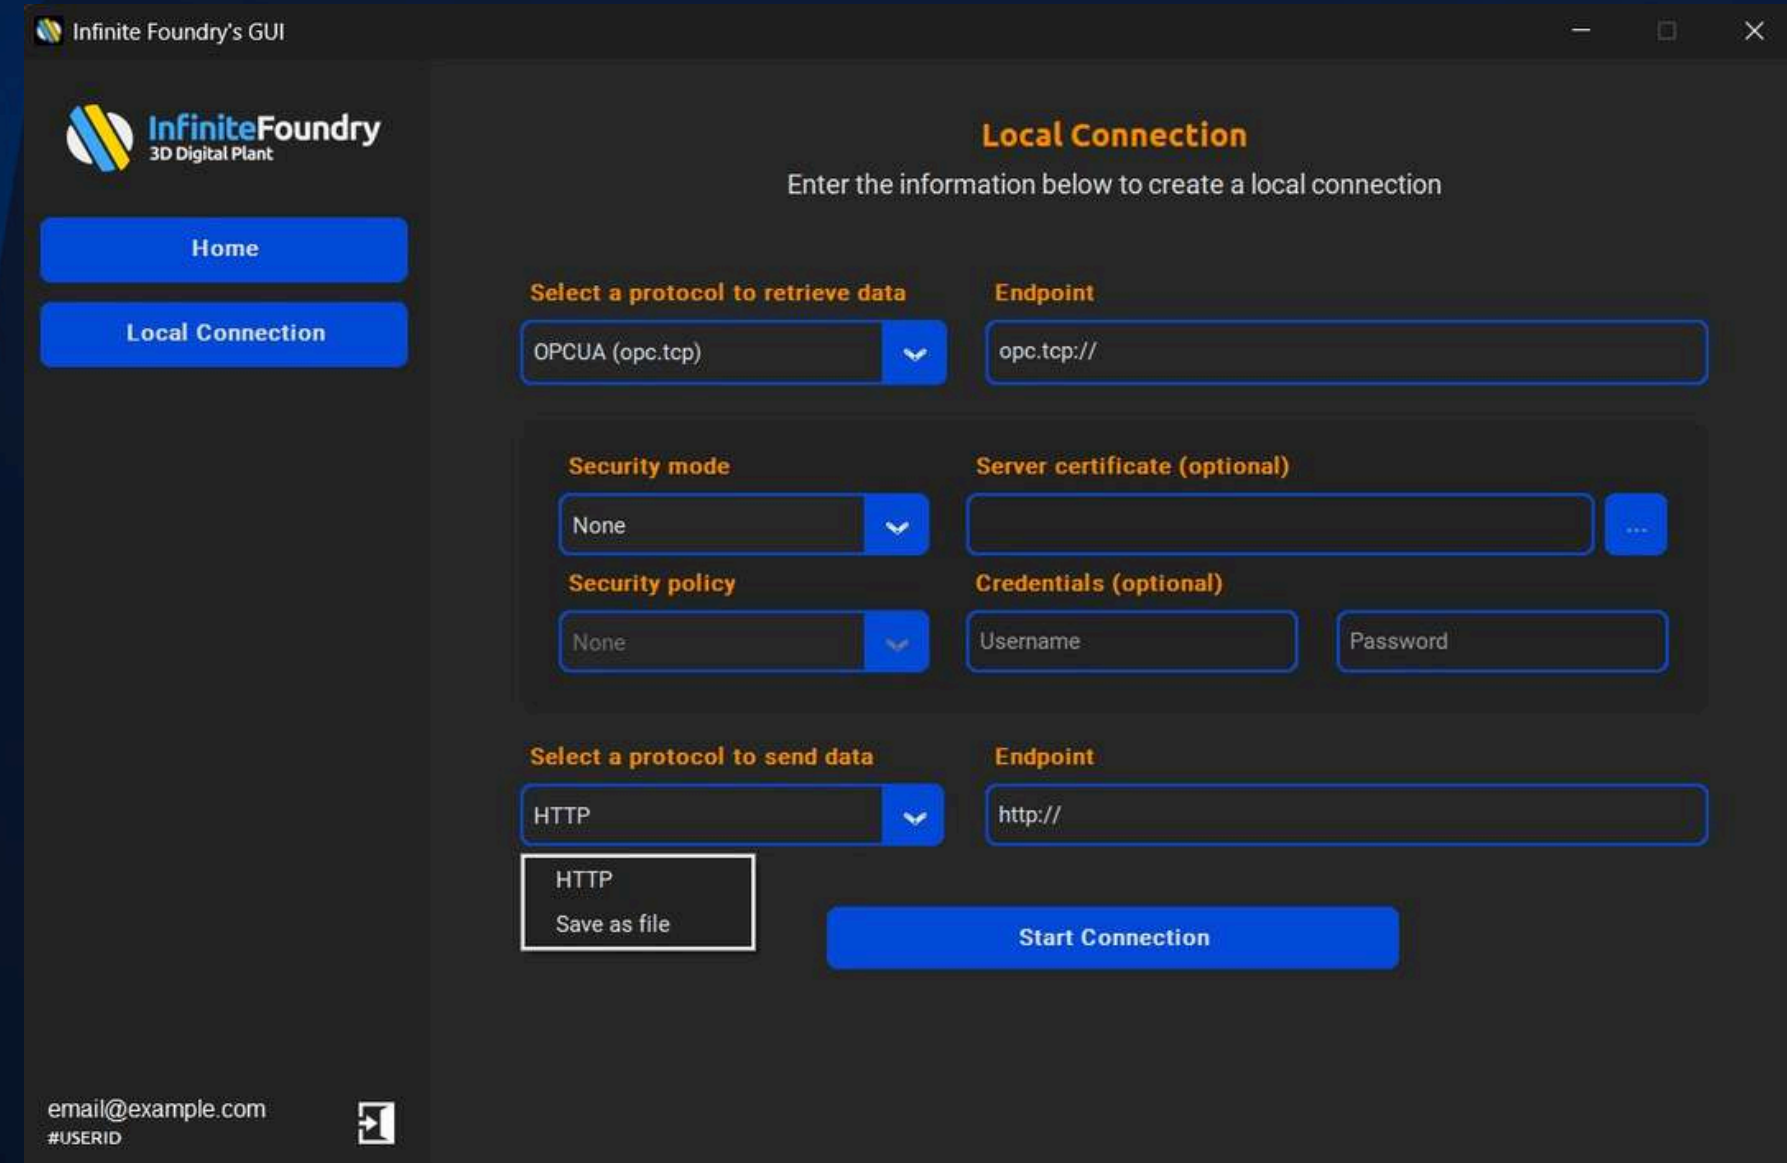 Infinite Foundry's GUI
InfiniteFoundry
3D Digital Plant
Home
Local Connection
Local Connection
Enter the information below to create a local connection
Select a protocol to retrieve data
Endpoint
OPCUA (opc.tcp)
opc.tcp://
Security mode
Server certificate (optional)
None
...
Security policy
Credentials (optional)
None
Username
Password
Select a protocol to send data
Endpoint
HTTP
http://
HTTP
Save as file
Start Connection
email@example.com
#USERID